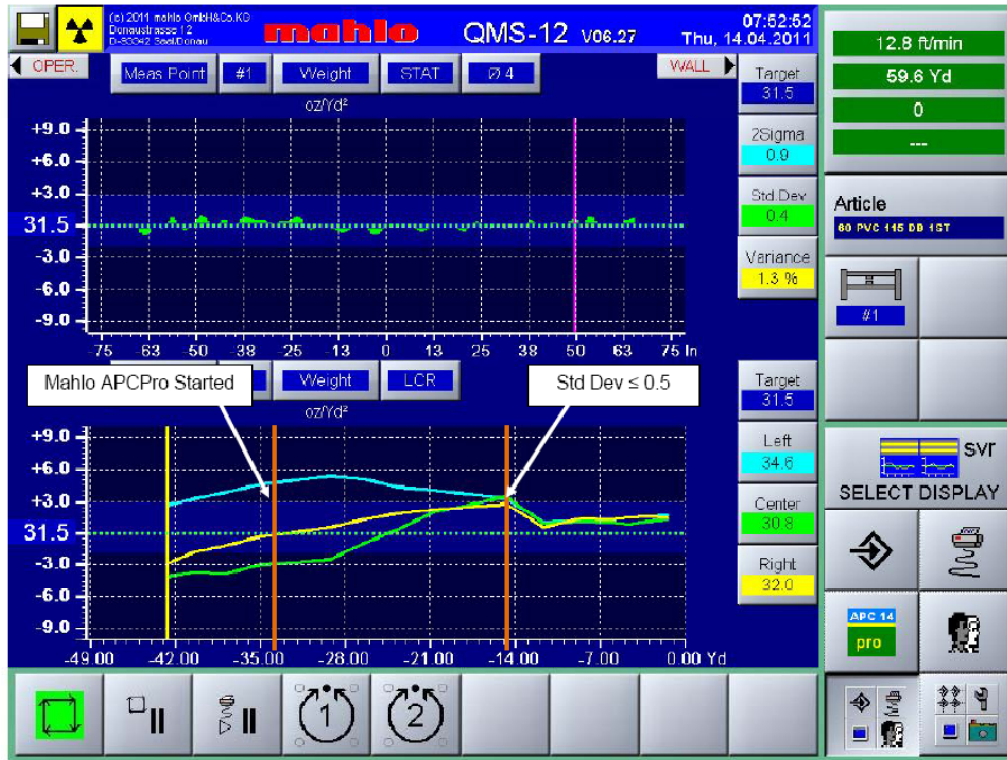 (c) 2011 mahlo GmbH&Co.KG
Donaustrasse 12
D-93342 Saal/Donau
mahlo
QMS-12 V06.27
07:52:52
Thu, 14.04.2011
OPER.
Meas Point
#1
Weight
STAT
Ø 4
WALL
oz/Yd²
+9.0
+6.0
+3.0
31.5
-3.0
-6.0
-9.0
-75 -63 -50 -38 -25 -13 0 13 25 38 50 63 75 In
Target
31.5
2Sigma
0.9
Std.Dev
0.4
Variance
1.3 %
Mahlo APCPro Started
Weight
LCR
Std Dev ≤ 0.5
oz/Yd²
+9.0
+6.0
+3.0
31.5
-3.0
-6.0
-9.0
-49.00 -42.00 -35.00 -28.00 -21.00 -14.00 -7.00 0.00 Yd
Target
31.5
Left
34.6
Center
30.8
Right
32.0
12.8 ft/min
59.6 Yd
0
---
Article
60 PVC 115 DB 1ST
#1
svr
SELECT DISPLAY
APC 14
pro
1
2